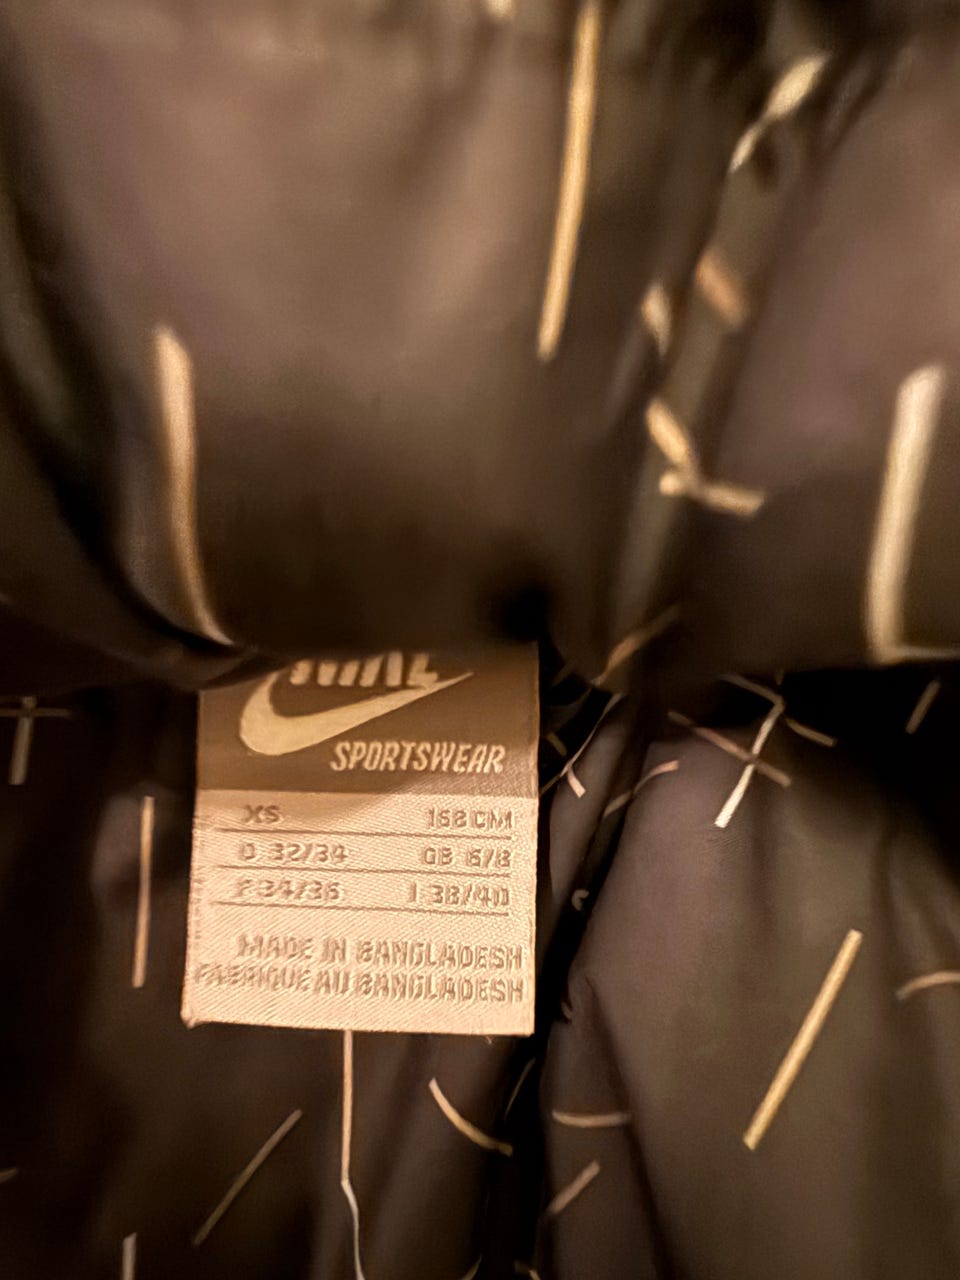 NIKE
SPORTSWEAR
XS 168 CM
D 32/34 GB 6/8
F 34/36 I 38/40
MADE IN BANGLADESH
FABRIQUE AU BANGLADESH